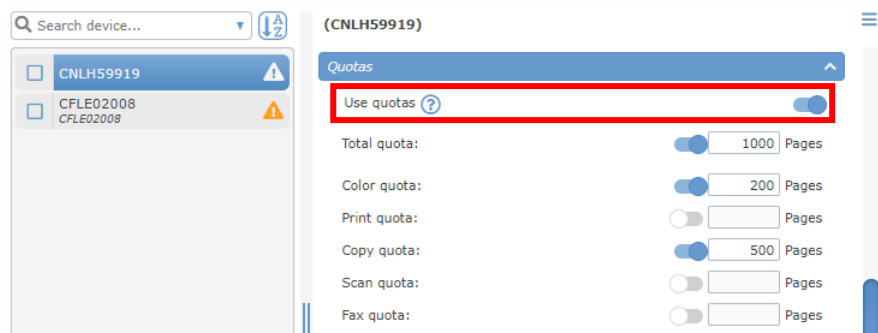 Search device...
CNLH59919
CFLE02008
CFLE02008
(CNLH59919)
Quotas
Use quotas ?
Total quota: 1000 Pages
Color quota: 200 Pages
Print quota: Pages
Copy quota: 500 Pages
Scan quota: Pages
Fax quota: Pages